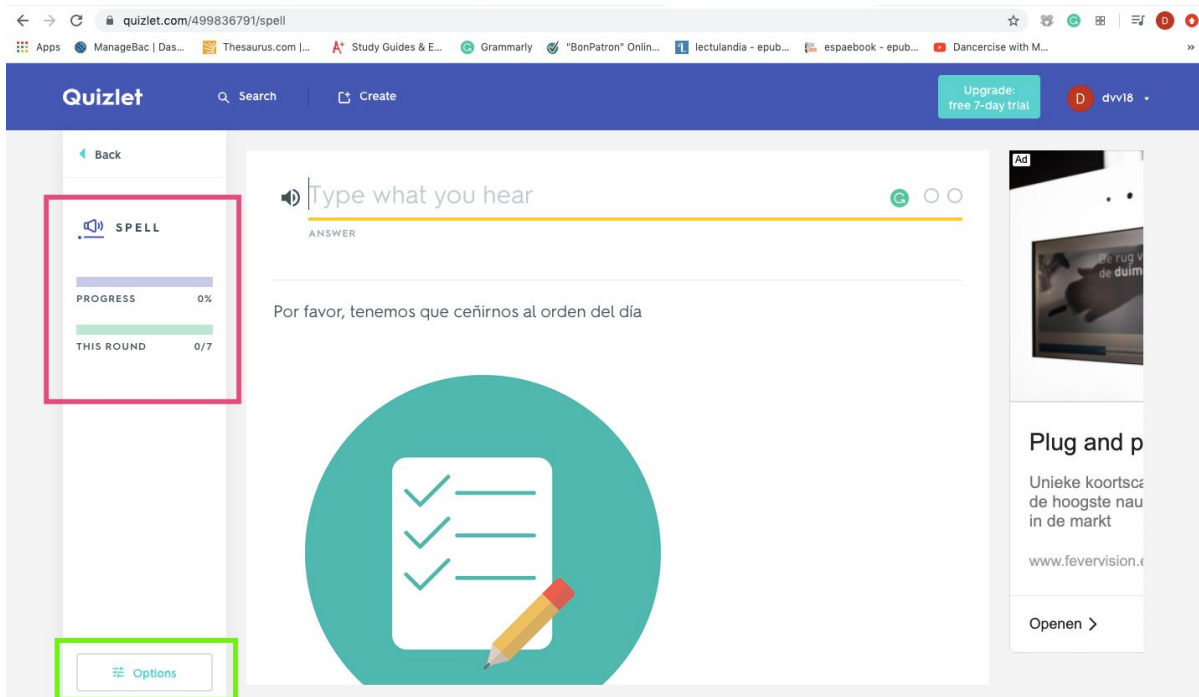 quizlet.com/499836791/spell
Apps ManageBac | Das... Thesaurus.com |... Study Guides & E... Grammarly "BonPatron" Onlin... lectulandia - epub... espaebook - epub... Dancercise with M... »
Quizlet Search Create Upgrade: free 7-day trial D dvv18
Back
SPELL
PROGRESS 0%
THIS ROUND 0/7
Options
Type what you hear
ANSWER
Por favor, tenemos que ceñirnos al orden del día
Ad
De rug v
de duim
Plug and p
Unieke koortsca
de hoogste nau
in de markt
www.fevervision.e
Openen >